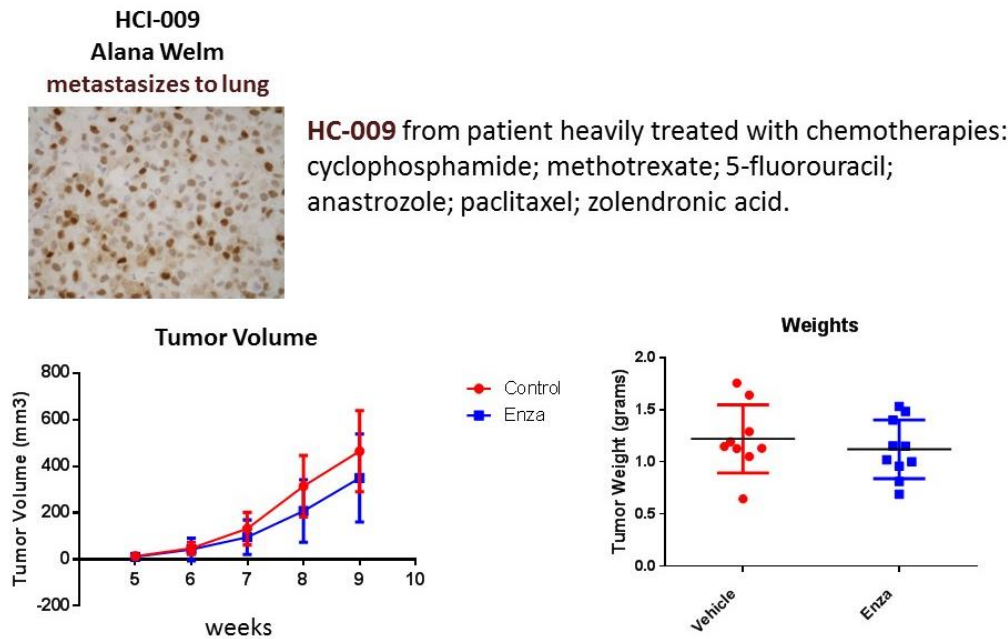 HCI-009
Alana Welm
metastasizes to lung
HC-009 from patient heavily treated with chemotherapies:
cyclophosphamide; methotrexate; 5-fluorouracil;
anastrozole; paclitaxel; zolendronic acid.
Tumor Volume
Tumor Volume (mm3)
800
600
400
200
0
-200
5 6 7 8 9 10
weeks
Control
Enza
Weights
Tumor Weight (grams)
2.0
1.5
1.0
0.5
0.0
Vehicle
Enza